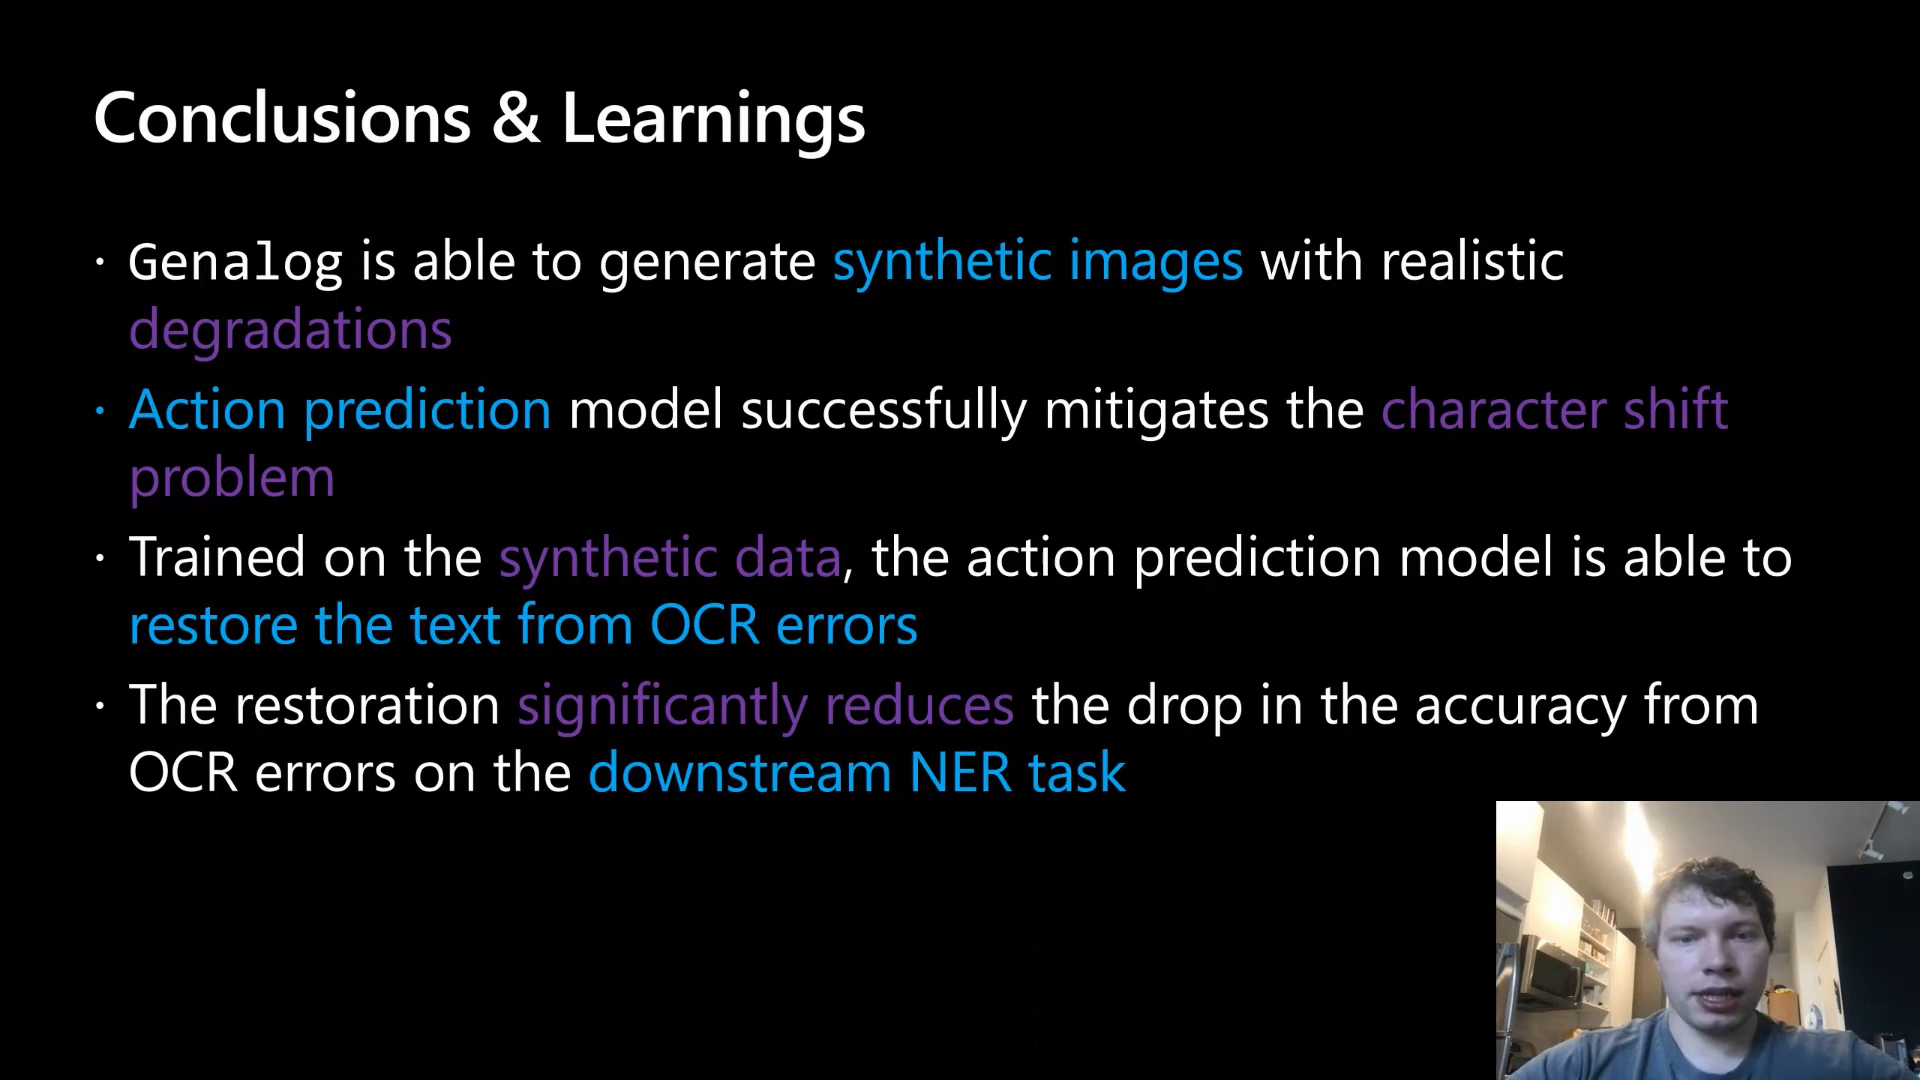 Conclusions & Learnings
· Genalog is able to generate synthetic images with realistic
degradations
· Action prediction model successfully mitigates the character shift
problem
· Trained on the synthetic data, the action prediction model is able to
restore the text from OCR errors
· The restoration significantly reduces the drop in the accuracy from
OCR errors on the downstream NER task